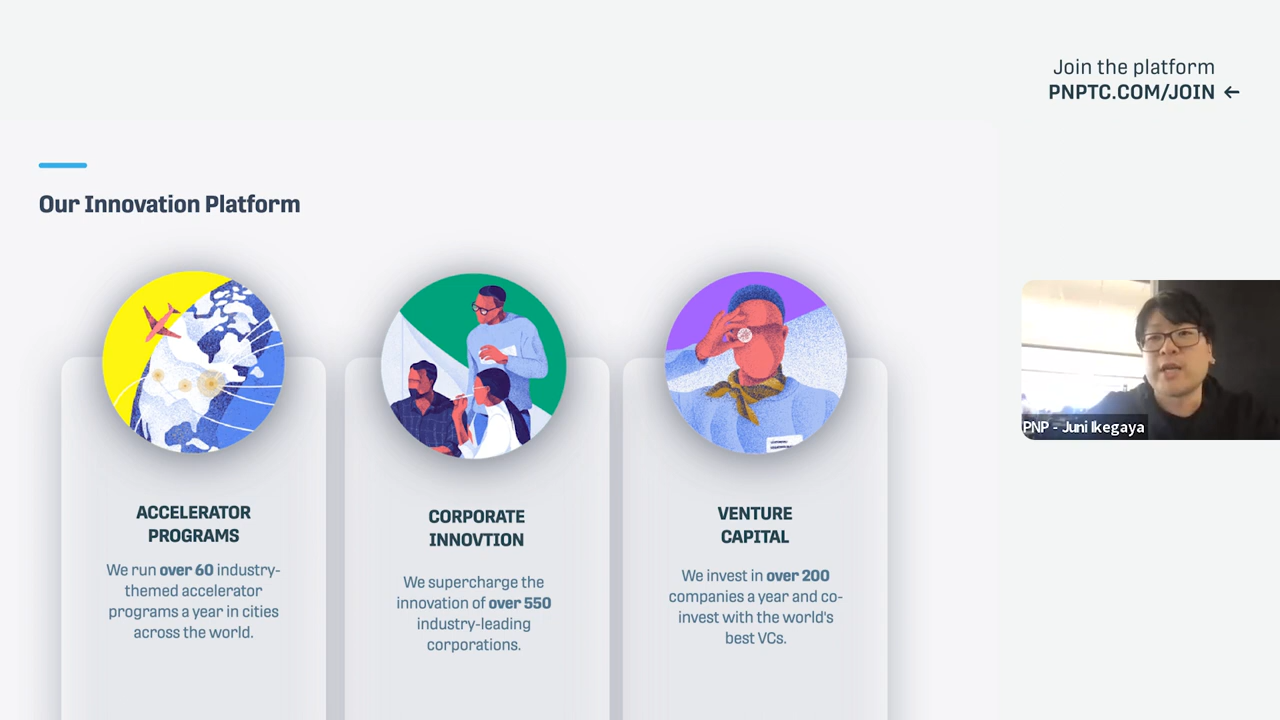 Join the platform
PNPTC.COM/JOIN ←
Our Innovation Platform
ACCELERATOR
PROGRAMS
We run over 60 industry-
themed accelerator
programs a year in cities
across the world.
CORPORATE
INNOVTION
We supercharge the
innovation of over 550
industry-leading
corporations.
VENTURE
CAPITAL
We invest in over 200
companies a year and co-
invest with the world's
best VCs.
PNP - Juni Ikegaya